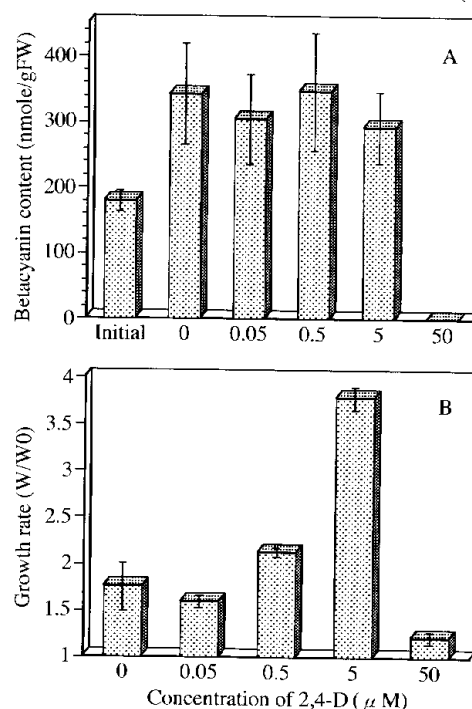 A
Betacyanin content (nmole/gFW)
400
300
200
100
0
Initial 0 0.05 0.5 5 50
B
Growth rate (W/W0)
4
3.5
3
2
1.5
1
0 0.05 0.5 5 50
Concentration of 2,4-D ( μ M)